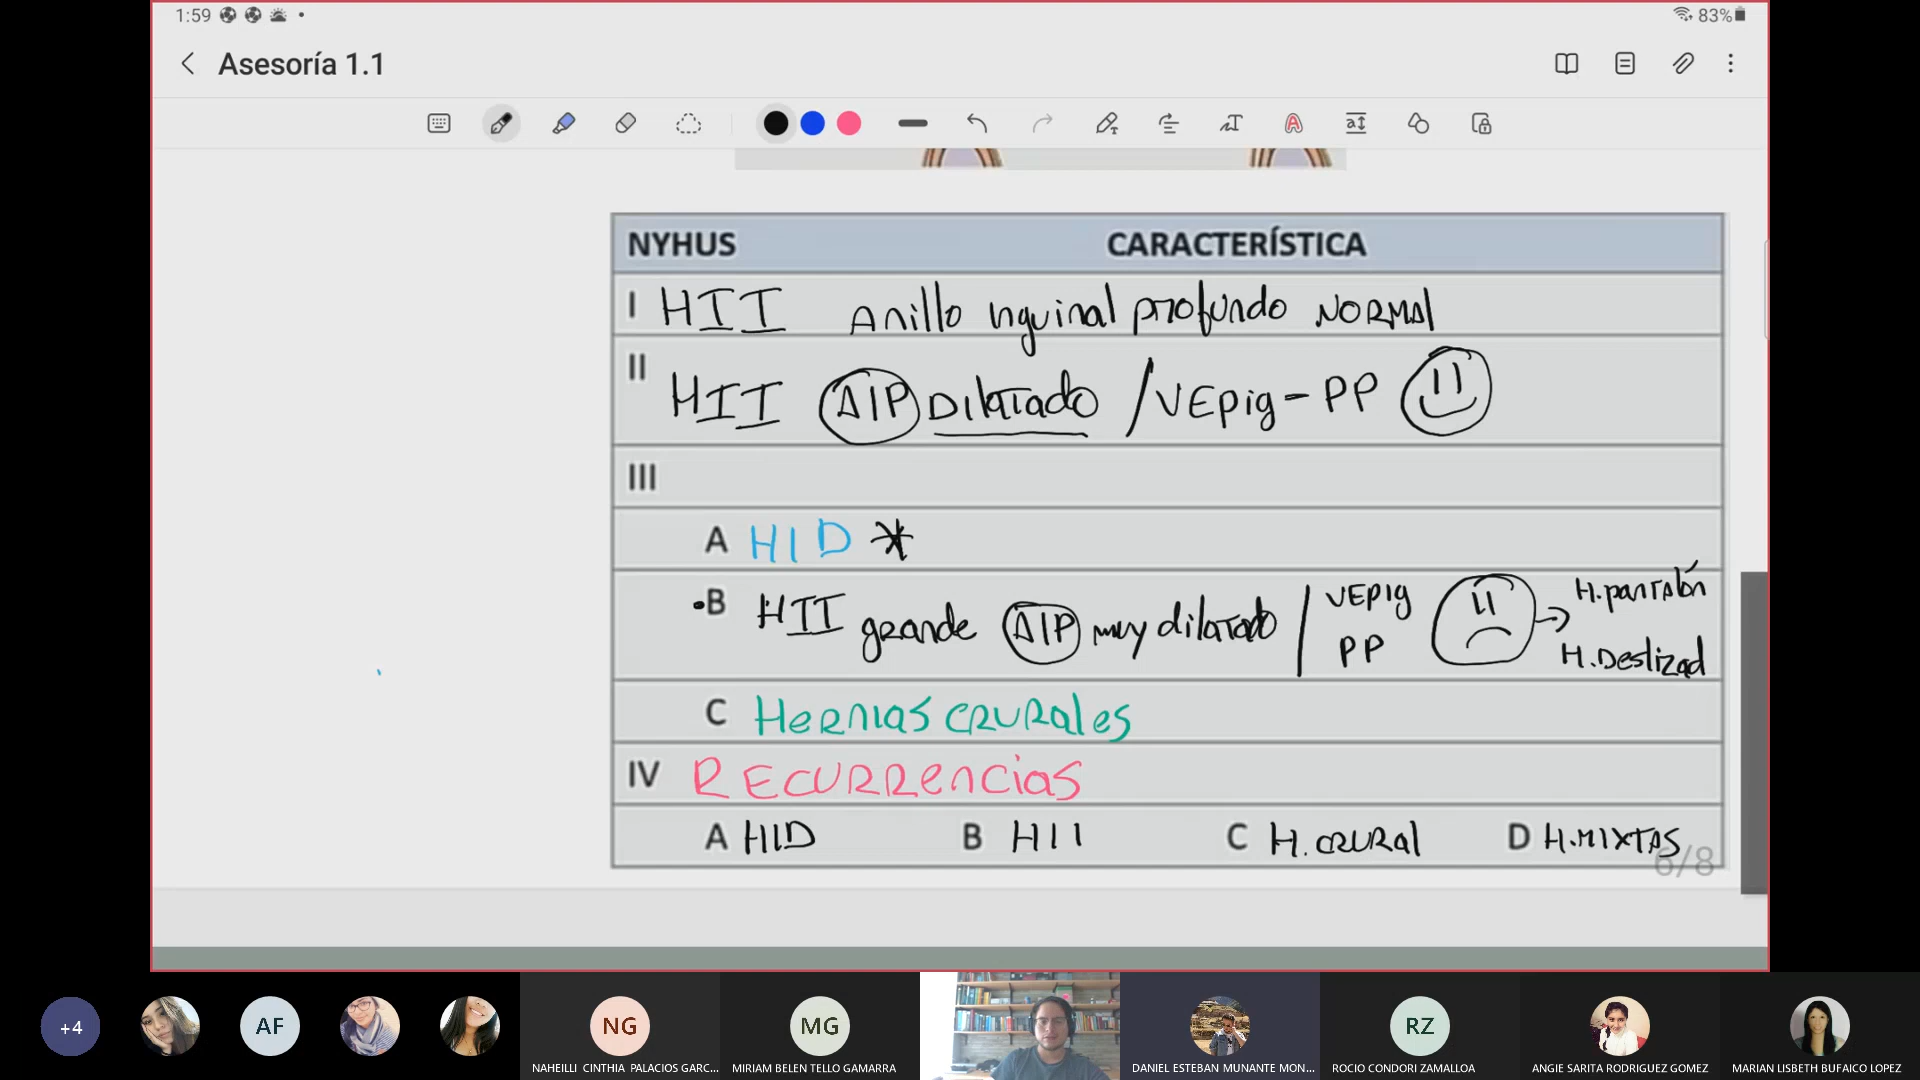 1:59
83%
Asesoría 1.1
NYHUS CARACTERÍSTICA
I HII Anillo inguinal profundo NORMAl
II HII AIP Dilatado / VEpig - PP
III
A HID *
B HII grande AIP muy dilatado / VEpig PP → H. pantalón H. Deslizad
C Hernias crurales
IV RECURRencias
A HID B HII C H. CRURAl D H. MIXTAS
6/8
+4
AF
NG
MG
RZ
NAHEILLI CINTHIA PALACIOS GARC...
MIRIAM BELEN TELLO GAMARRA
DANIEL ESTEBAN MUNANTE MON...
ROCIO CONDORI ZAMALLOA
ANGIE SARITA RODRIGUEZ GOMEZ
MARIAN LISBETH BUFAICO LOPEZ